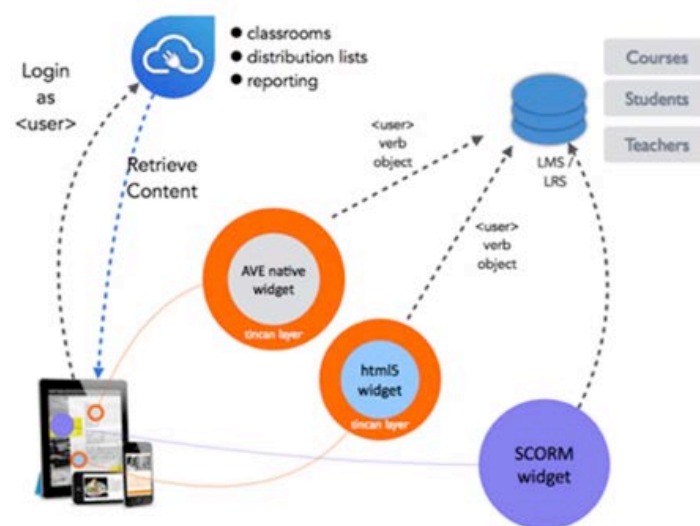 classrooms
distribution lists
reporting
Login
as
<user>
Retrieve
Content
Courses
Students
Teachers
LMS /
LRS
<user>
verb
object
<user>
verb
object
AVE native
widget
tincan layer
html5
widget
tincan layer
SCORM
widget